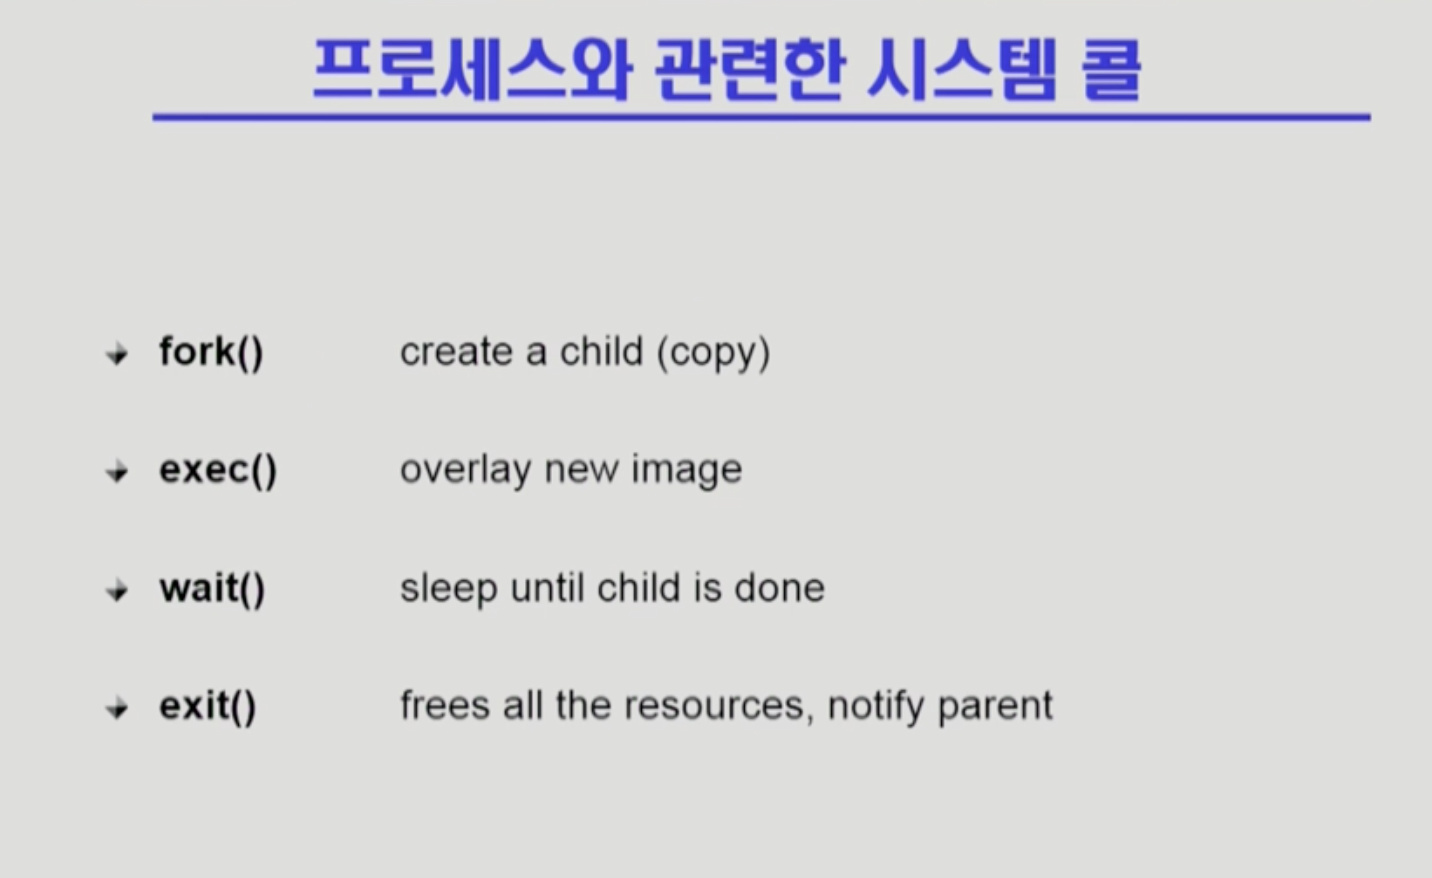 프로세스와 관련한 시스템 콜
fork() create a child (copy)
exec() overlay new image
wait() sleep until child is done
exit() frees all the resources, notify parent